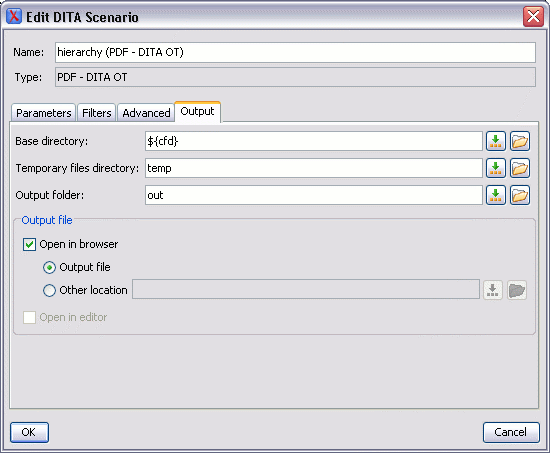 Edit DITA Scenario
Name: hierarchy (PDF - DITA OT)
Type: PDF - DITA OT
Parameters Filters Advanced Output
Base directory: ${cfd}
Temporary files directory: temp
Output folder: out
Output file
Open in browser
Output file
Other location
Open in editor
OK Cancel